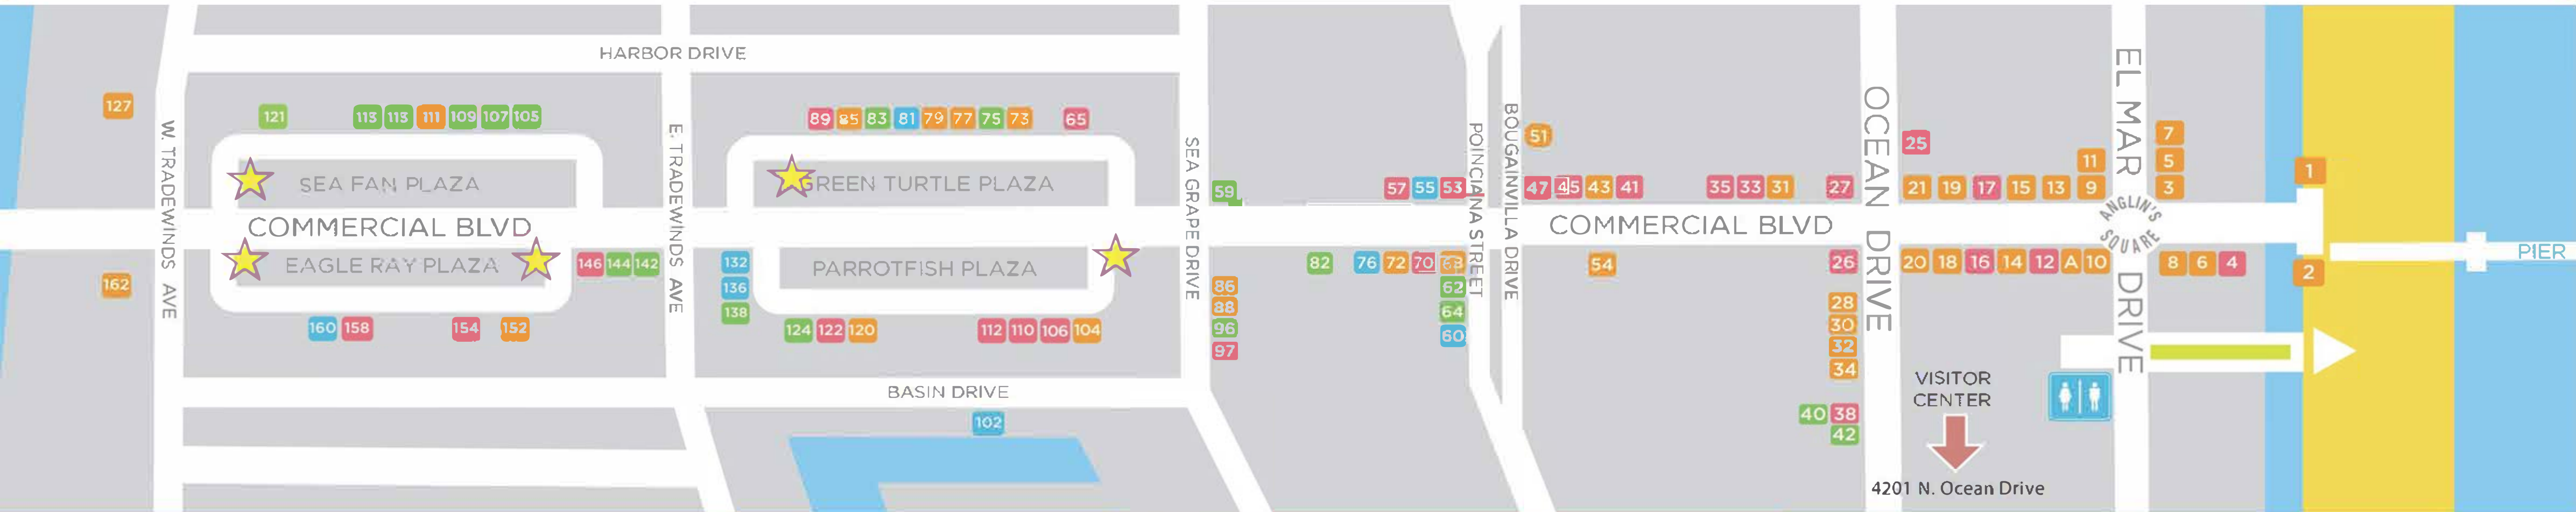 HARBOR DRIVE
127
W. TRADEWINDS AVE
162
121
113 113 111 109 107 105
SEA FAN PLAZA
COMMERCIAL BLVD
EAGLE RAY PLAZA
146 144 142
160 158
154
152
E. TRADEWINDS AVE
89 85 83 81 79 77 75 73
65
GREEN TURTLE PLAZA
PARROTFISH PLAZA
132
136
138
124 122 120
112 110 106 104
BASIN DRIVE
102
SEA GRAPE DRIVE
59
57 55 53
82
76 72 70
86
88
96
97
62
64
60
POINCIANA STREET
BOUGAINVILLA DRIVE
51
47 45 43 41
35 33 31
27
COMMERCIAL BLVD
54
26
28
30
32
34
40 38
42
OCEAN DRIVE
25
11
21 19 17 15 13 9
20 18 16 14 12 A 10
VISITOR
CENTER
4201 N. Ocean Drive
EL MAR DRIVE
ANGLIN'S
SQUARE
7
5
3
8 6 4
1
2
PIER